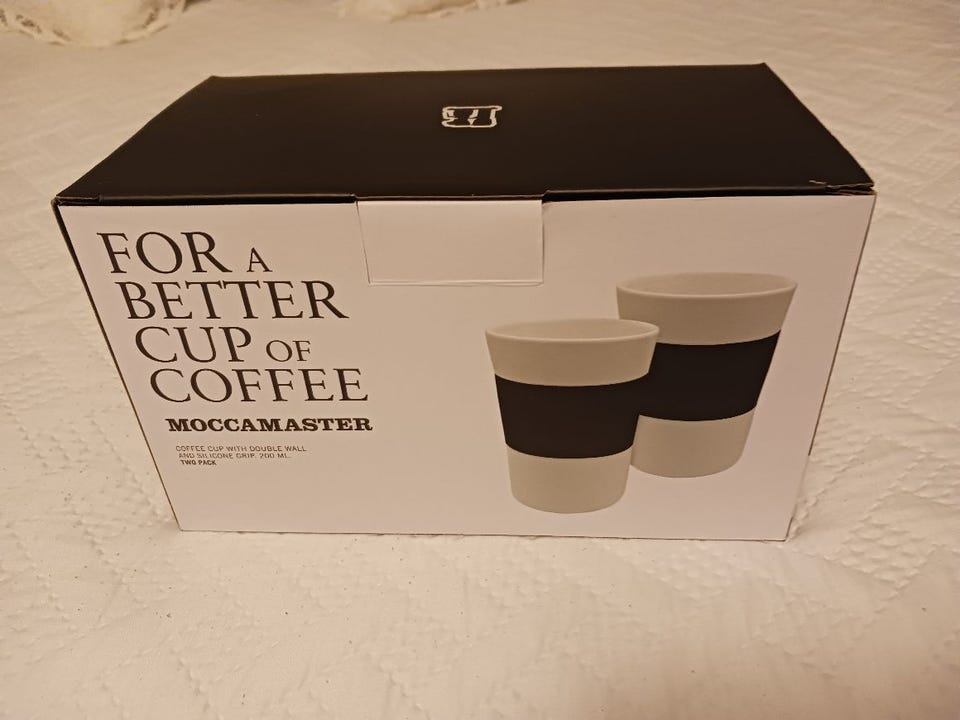 FOR A
BETTER
CUP OF
COFFEE
MOCCAMASTER
COFFEE CUP WITH DOUBLE WALL
AND SILICONE GRIP. 200 ML.
TWO PACK